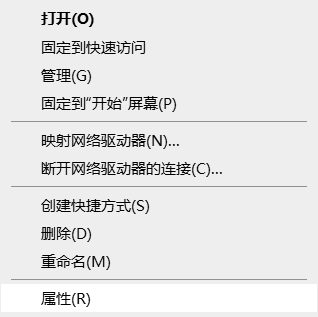 打开(O)
固定到快速访问
管理(G)
固定到“开始”屏幕(P)
映射网络驱动器(N)...
断开网络驱动器的连接(C)...
创建快捷方式(S)
删除(D)
重命名(M)
属性(R)